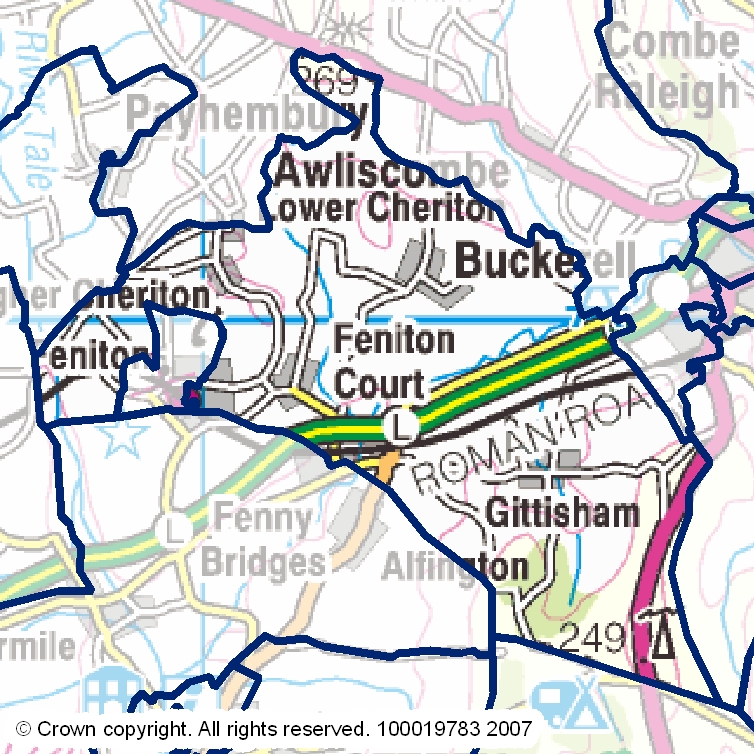 Combe
Raleigh
River Tale
269
Payhembury
Awliscombe
Lower Cheriton
Buckerell
gher Cheriton
Feniton
Court
eniton
L
ROMAN ROAD
Gittisham
L
Fenny
Bridges
Alfington
249
rmile
© Crown copyright. All rights reserved. 100019783 2007